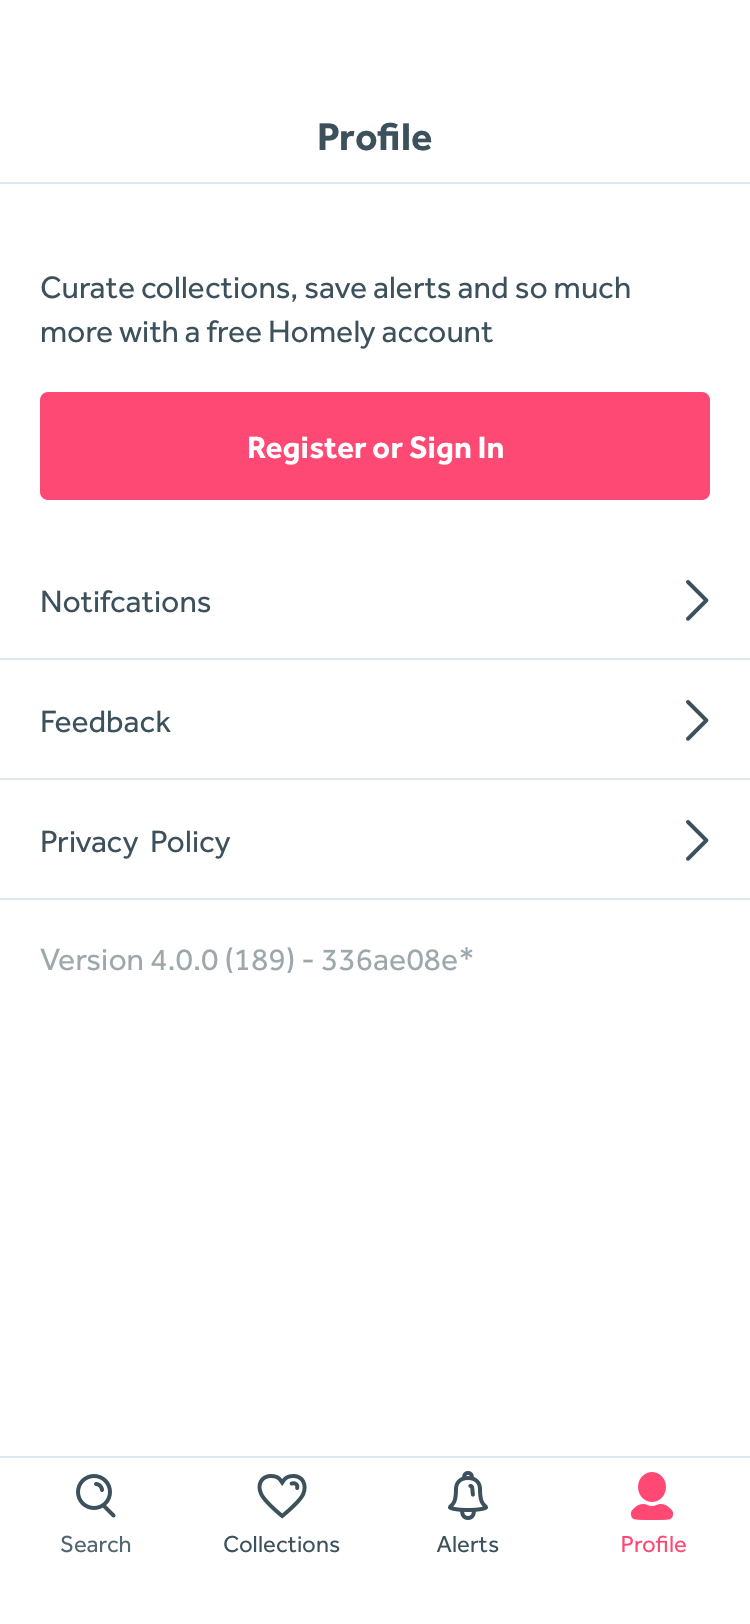 Profile
Curate collections, save alerts and so much
more with a free Homely account
Register or Sign In
Notifcations
Feedback
Privacy Policy
Version 4.0.0 (189) - 336ae08e*
Search
Collections
Alerts
Profile